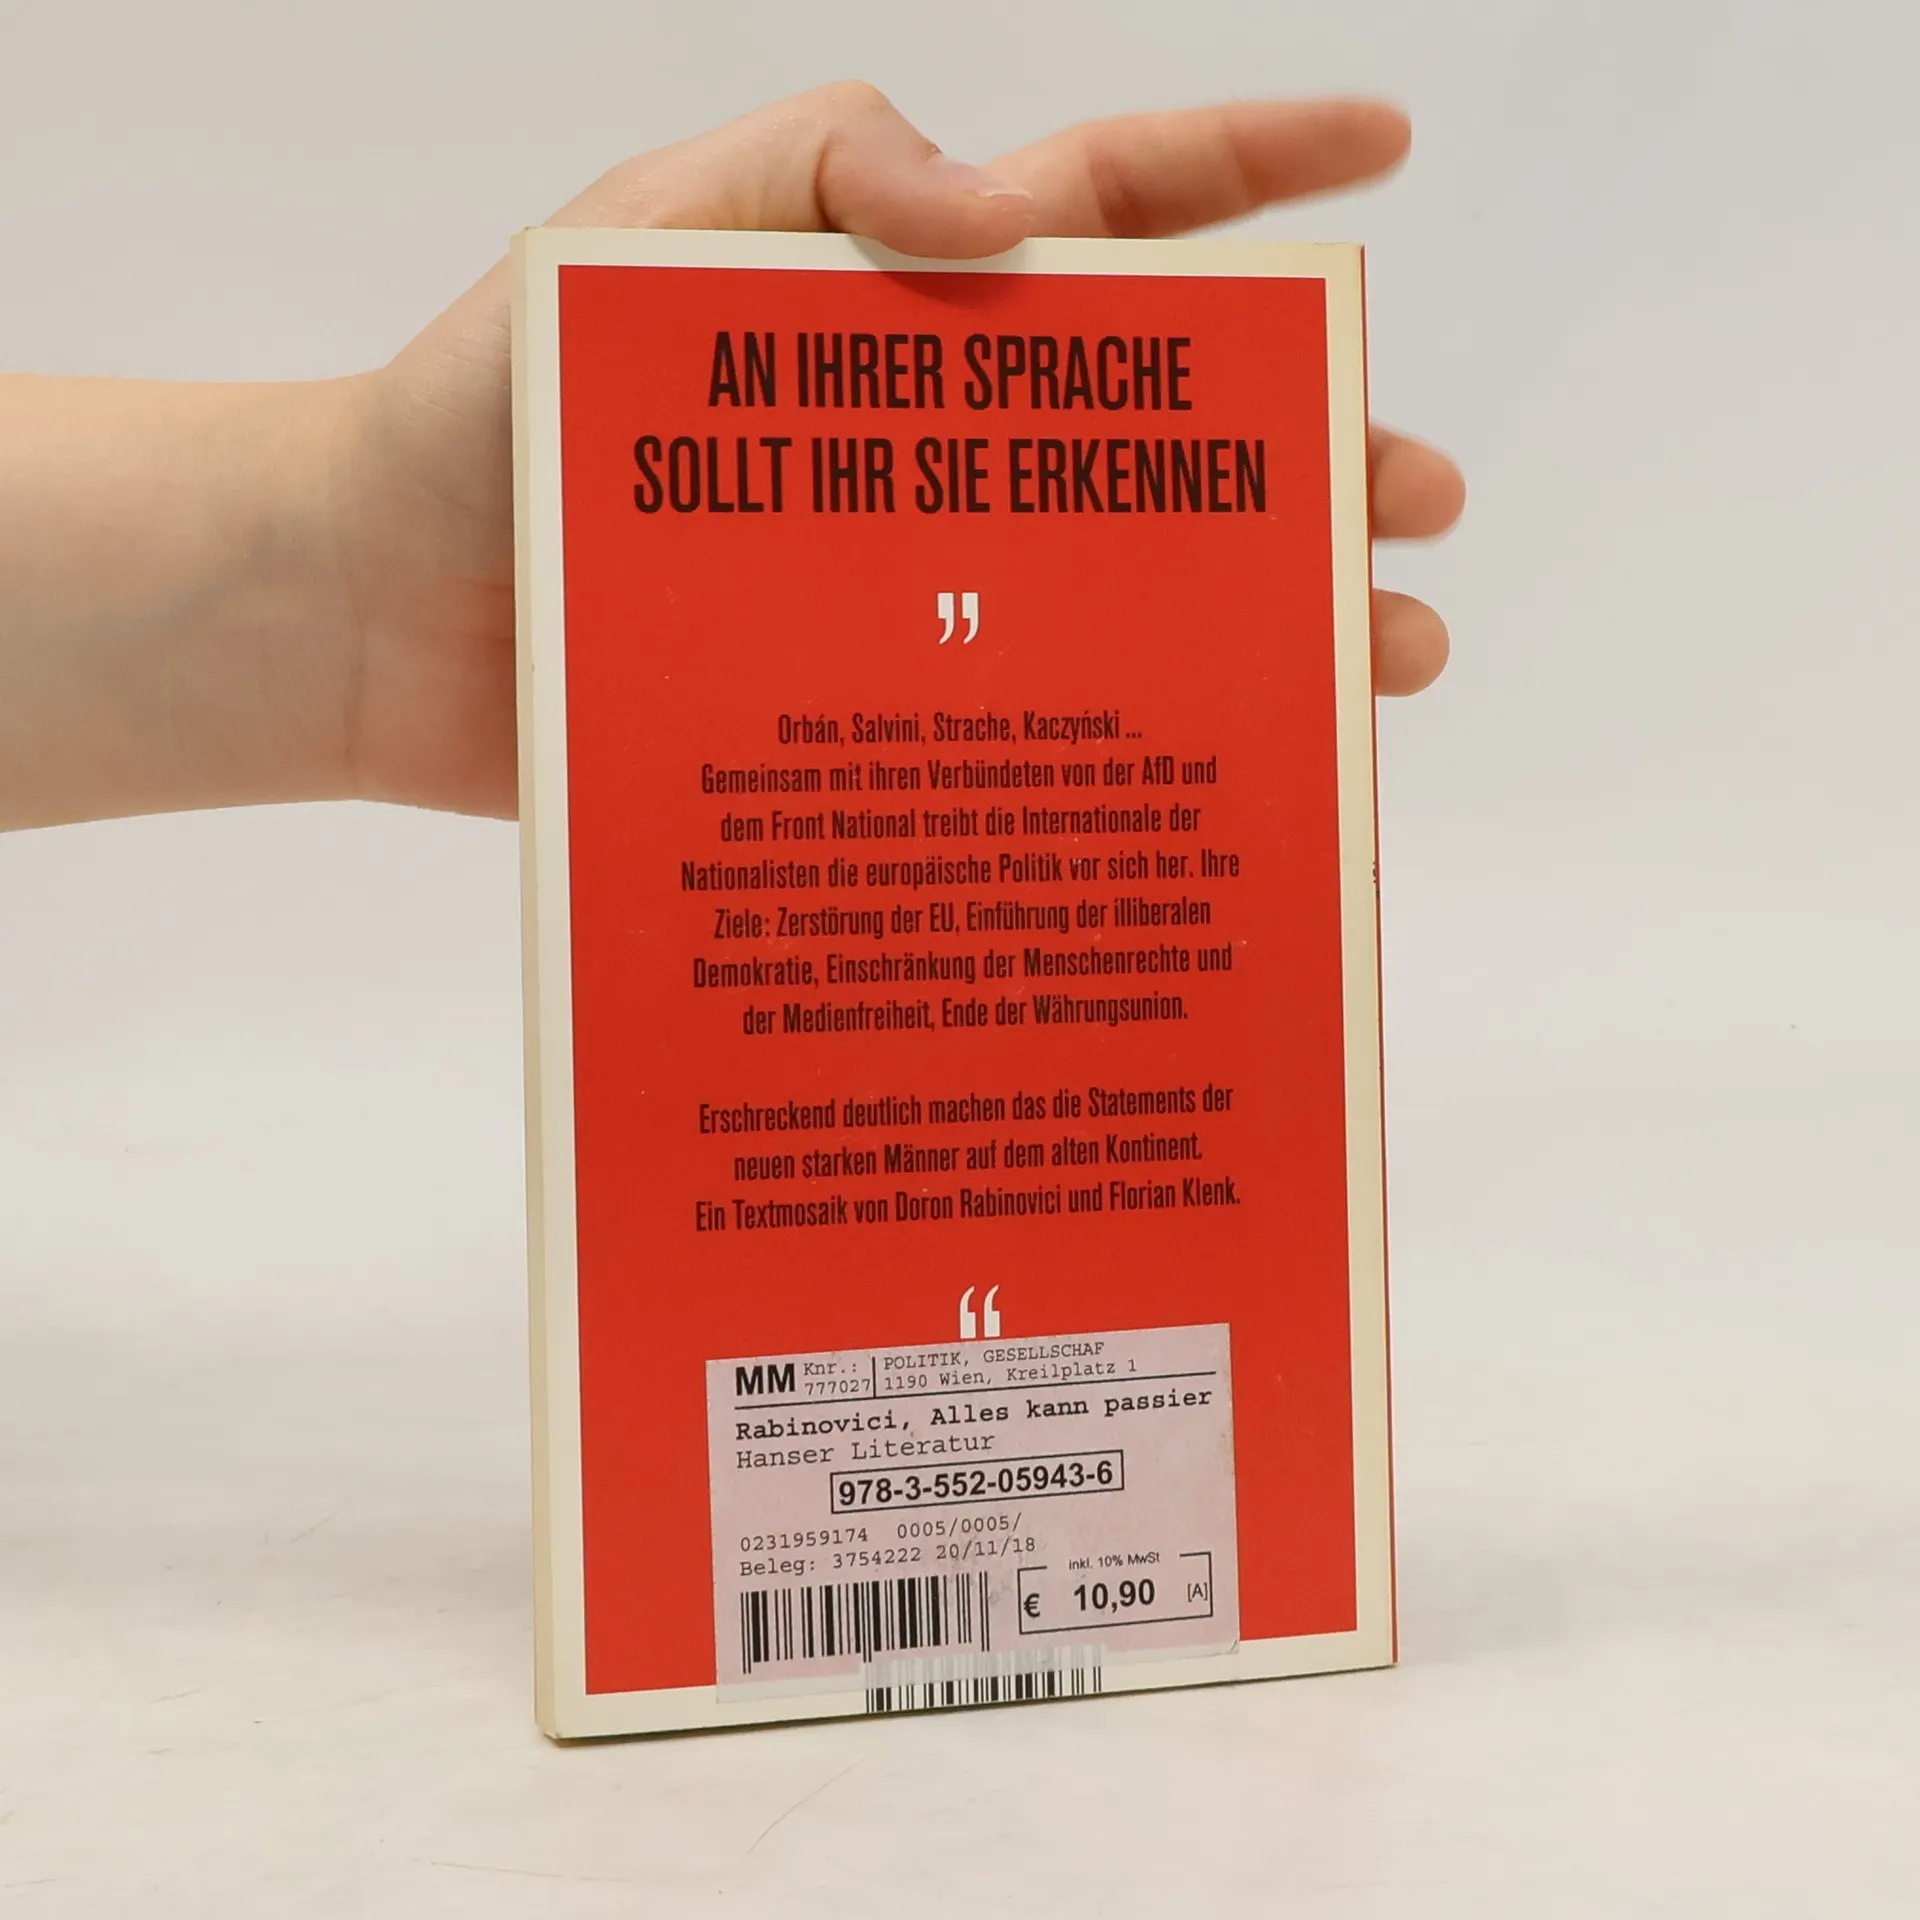 AN IHRER SPRACHE
SOLLT IHR SIE ERKENNEN
”
Orbán, Salvini, Strache, Kaczyński ...
Gemeinsam mit ihren Verbündeten von der AfD und
dem Front National treibt die Internationale der
Nationalisten die europäische Politik vor sich her. Ihre
Ziele: Zerstörung der EU, Einführung der illiberalen
Demokratie, Einschränkung der Menschenrechte und
der Medienfreiheit, Ende der Währungsunion.
Erschreckend deutlich machen das die Statements der
neuen starken Männer auf dem alten Kontinent.
Ein Textmosaik von Doron Rabinovici und Florian Klenk.
“
MM Knr.: POLITIK, GESELLSCHAF
777027 1190 Wien, Kreilplatz 1
Rabinovici, Alles kann passier
Hanser Literatur
978-3-552-05943-6
0231959174 0005/0005/
Beleg: 3754222 20/11/18
inkl. 10% MwSt
€ 10,90 [A]